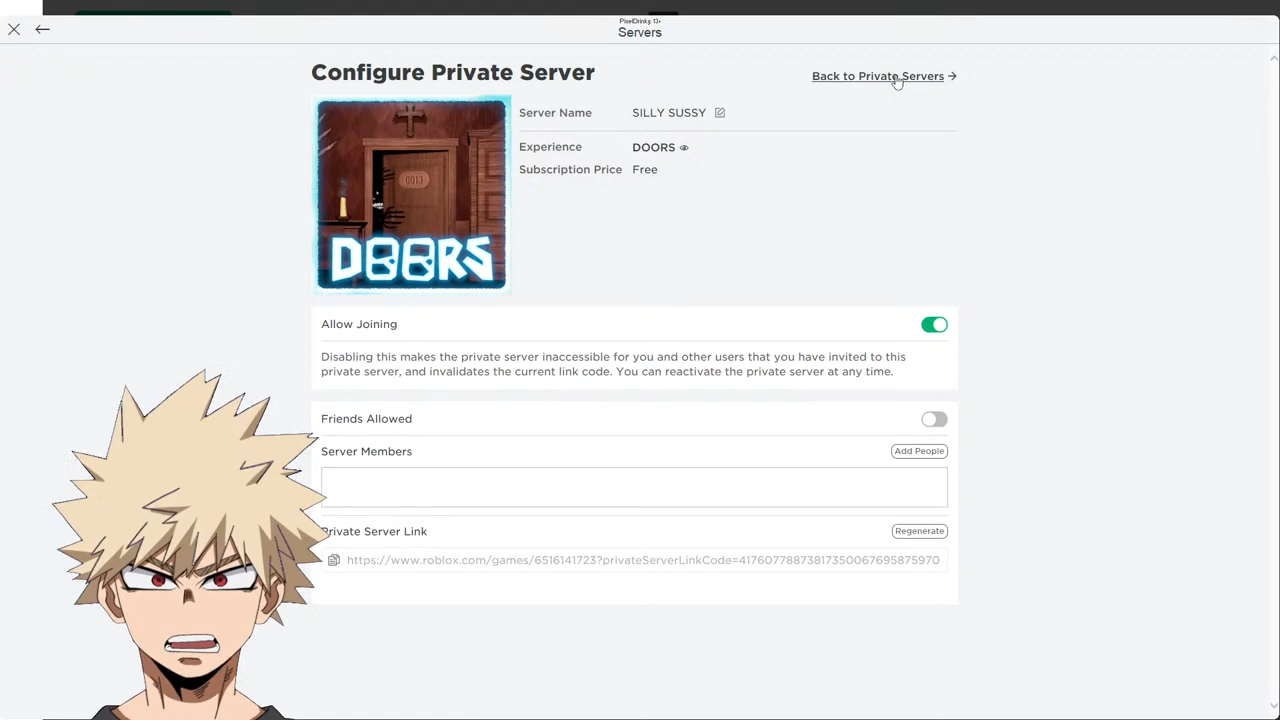 PixelDrinky: 13+
Servers
Configure Private Server
Back to Private Servers →
Server Name SILLY SUSSY
Experience DOORS
Subscription Price Free
0013
DOORS
Allow Joining
Disabling this makes the private server inaccessible for you and other users that you have invited to this
private server, and invalidates the current link code. You can reactivate the private server at any time.
Friends Allowed
Server Members Add People
Private Server Link Regenerate
https://www.roblox.com/games/6516141723?privateServerLinkCode=41760778873817350067695875970